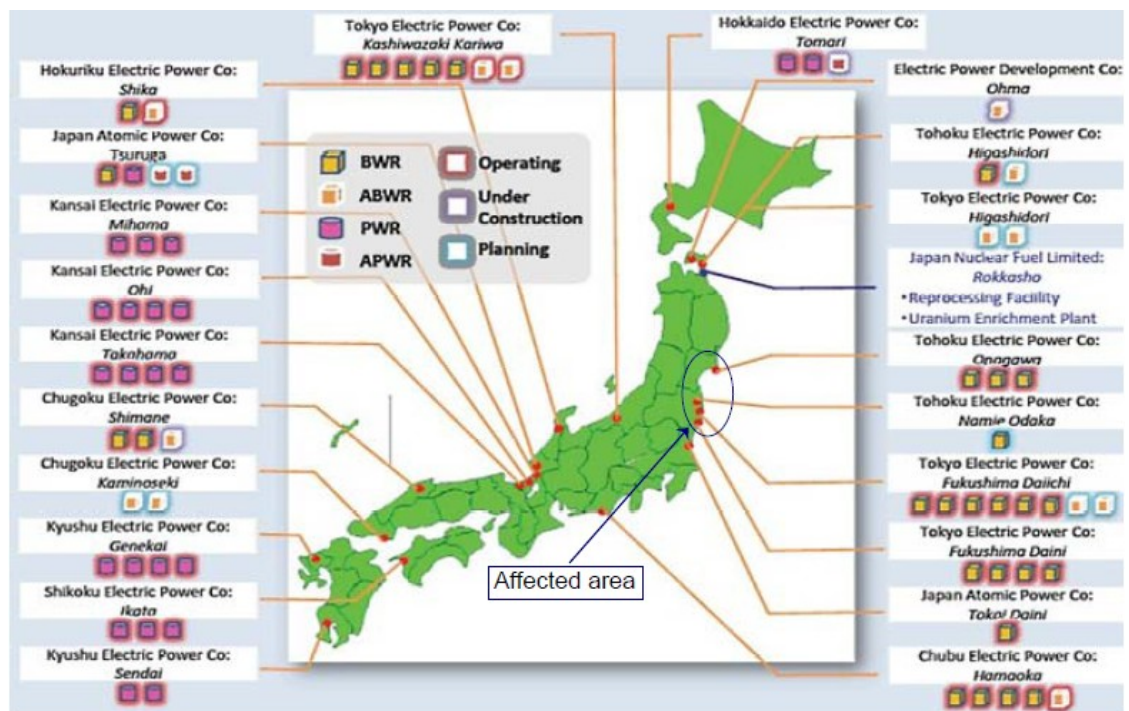 Tokyo Electric Power Co:
Kashiwazaki Kariwa
Hokkaido Electric Power Co:
Tomari
Hokuriku Electric Power Co:
Shika
Electric Power Development Co:
Ohma
Japan Atomic Power Co:
Tsuruga
Tohoku Electric Power Co:
Higashidori
Kansai Electric Power Co:
Mihama
Tokyo Electric Power Co:
Higashidori
Kansai Electric Power Co:
Ohi
Japan Nuclear Fuel Limited:
Rokkasho
•Reprocessing Facility
•Uranium Enrichment Plant
Kansai Electric Power Co:
Takahama
Tohoku Electric Power Co:
Onogawa
Chugoku Electric Power Co:
Shimane
Tohoku Electric Power Co:
Namie Odaka
Chugoku Electric Power Co:
Kaminoseki
Tokyo Electric Power Co:
Fukushima Daiichi
Kyushu Electric Power Co:
Genekai
Tokyo Electric Power Co:
Fukushima Daini
Shikoku Electric Power Co:
Ikata
Japan Atomic Power Co:
Tokai Daini
Kyushu Electric Power Co:
Sendai
Chubu Electric Power Co:
Hamaoka
BWR
ABWR
PWR
APWR
Operating
Under
Construction
Planning
Affected area